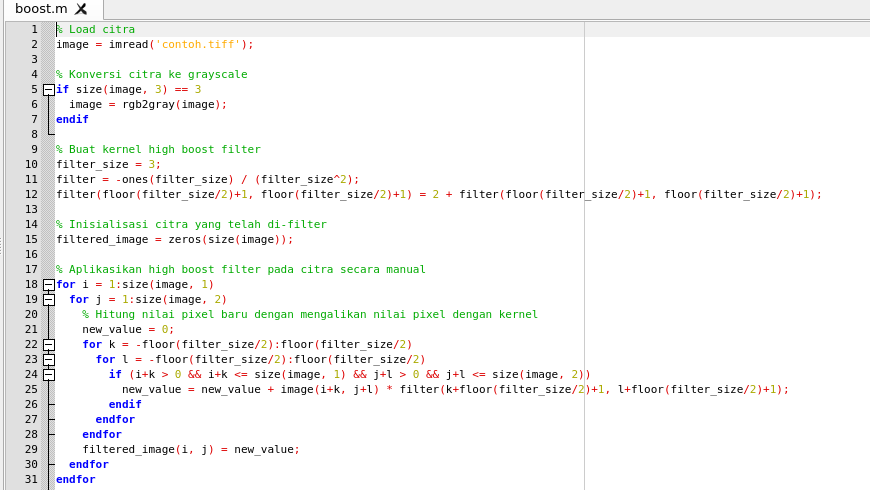 boost.m
1 % Load citra
2 image = imread('contoh.tiff');
3
4 % Konversi citra ke grayscale
5 if size(image, 3) == 3
6   image = rgb2gray(image);
7 endif
8
9 % Buat kernel high boost filter
10 filter_size = 3;
11 filter = -ones(filter_size) / (filter_size^2);
12 filter(floor(filter_size/2)+1, floor(filter_size/2)+1) = 2 + filter(floor(filter_size/2)+1, floor(filter_size/2)+1);
13
14 % Inisialisasi citra yang telah di-filter
15 filtered_image = zeros(size(image));
16
17 % Aplikasikan high boost filter pada citra secara manual
18 for i = 1:size(image, 1)
19   for j = 1:size(image, 2)
20     % Hitung nilai pixel baru dengan mengalikan nilai pixel dengan kernel
21     new_value = 0;
22     for k = -floor(filter_size/2):floor(filter_size/2)
23       for l = -floor(filter_size/2):floor(filter_size/2)
24         if (i+k > 0 && i+k <= size(image, 1) && j+l > 0 && j+l <= size(image, 2))
25           new_value = new_value + image(i+k, j+l) * filter(k+floor(filter_size/2)+1, l+floor(filter_size/2)+1);
26         endif
27       endfor
28     endfor
29     filtered_image(i, j) = new_value;
30   endfor
31 endfor